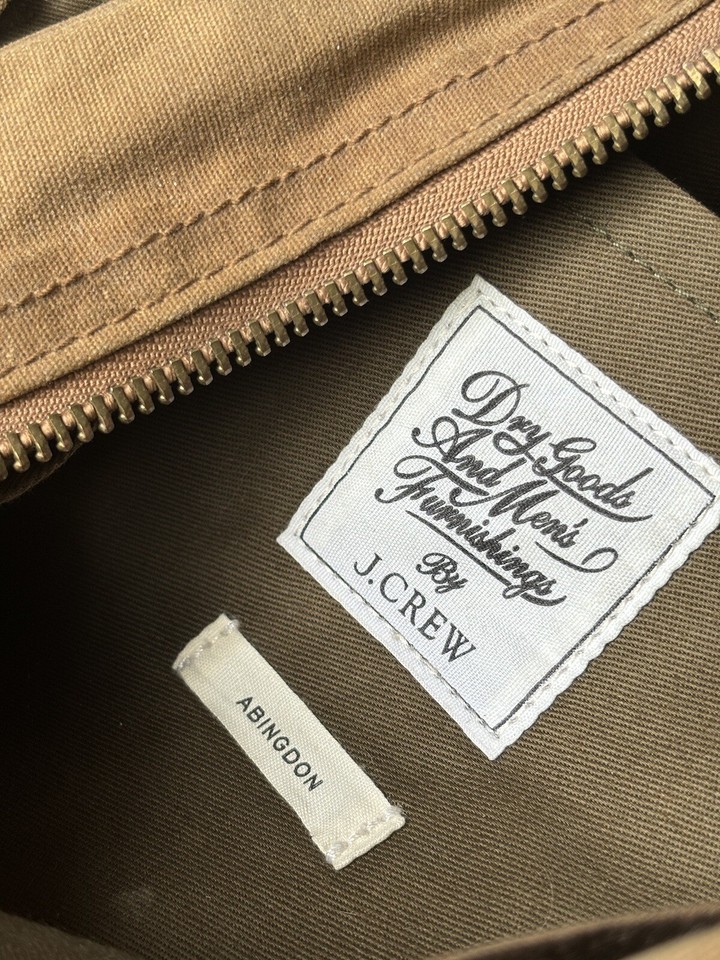 Dry Goods
And Men's
Furnishings
By
J.CREW
ABINGDON